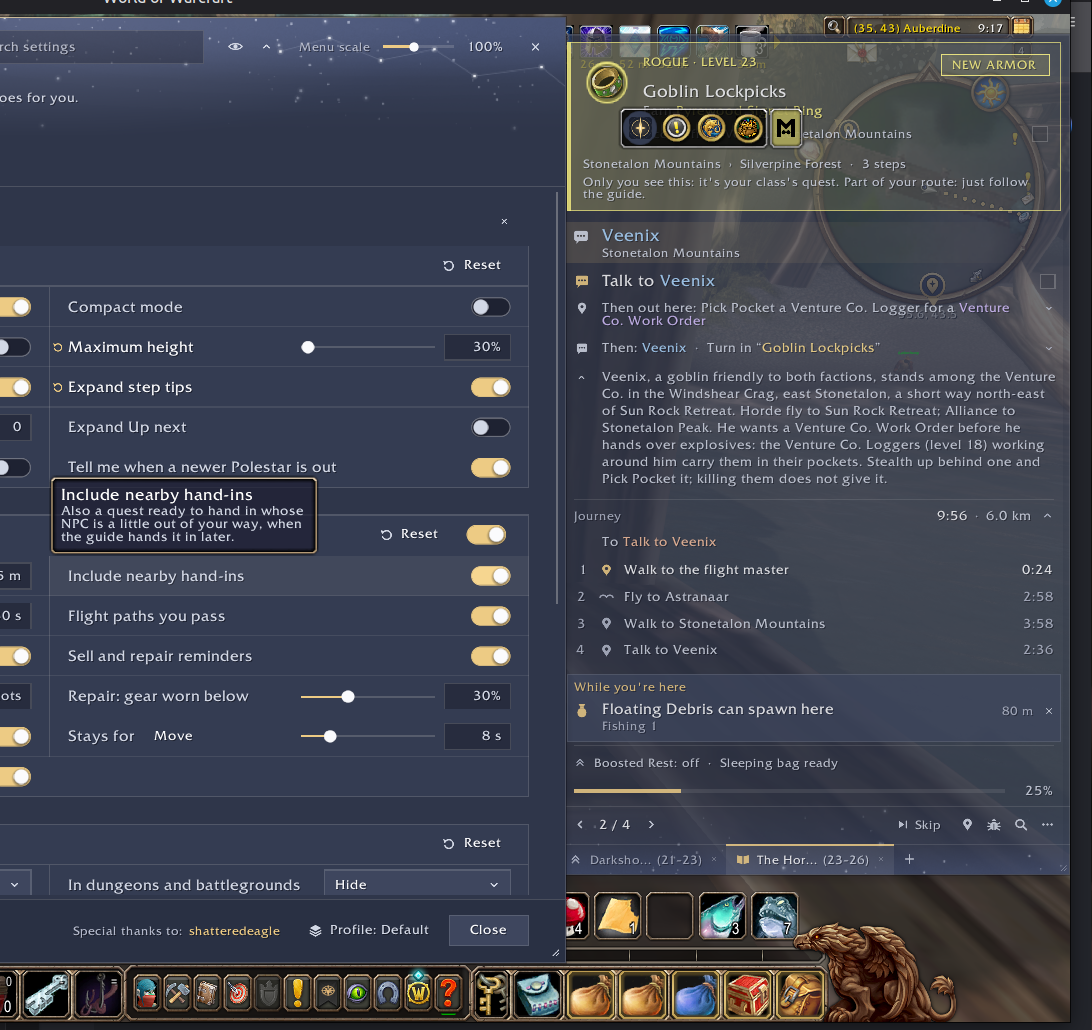 World of Warcraft
rch settings
Menu scale
100%
oes for you.
Reset
Compact mode
Maximum height
30%
Expand step tips
0
Expand Up next
Tell me when a newer Polestar is out
Include nearby hand-ins
Also a quest ready to hand in whose
NPC is a little out of your way, when
the guide hands it in later.
Reset
m
Include nearby hand-ins
0 s
Flight paths you pass
Sell and repair reminders
ots
Repair: gear worn below
30%
Stays for Move
8 s
Reset
In dungeons and battlegrounds
Hide
Special thanks to: shatteredeagle
Profile: Default
Close
(35, 43) Auberdine 9:17
ROGUE · LEVEL 23
NEW ARMOR
Goblin Lockpicks
Ring
etalon Mountains
Stonetalon Mountains · Silverpine Forest · 3 steps
Only you see this: it's your class's quest. Part of your route: just follow
the guide.
Veenix
Stonetalon Mountains
Talk to Veenix
Then out here: Pick Pocket a Venture Co. Logger for a Venture
Co. Work Order
Then: Veenix · Turn in “Goblin Lockpicks”
Veenix, a goblin friendly to both factions, stands among the Venture
Co. in the Windshear Crag, east Stonetalon, a short way north-east
of Sun Rock Retreat. Horde fly to Sun Rock Retreat; Alliance to
Stonetalon Peak. He wants a Venture Co. Work Order before he
hands over explosives: the Venture Co. Loggers (level 18) working
around him carry them in their pockets. Stealth up behind one and
Pick Pocket it; killing them does not give it.
Journey
9:56 · 6.0 km
To Talk to Veenix
1 Walk to the flight master 0:24
2 Fly to Astranaar 2:58
3 Walk to Stonetalon Mountains 3:58
4 Talk to Veenix 2:36
While you're here
Floating Debris can spawn here
80 m ×
Fishing 1
Boosted Rest: off · Sleeping bag ready
25%
2 / 4
Skip
Darksho... (21-23) ×
The Hor... (23-26) ×
+
4
1
3
7
0
0